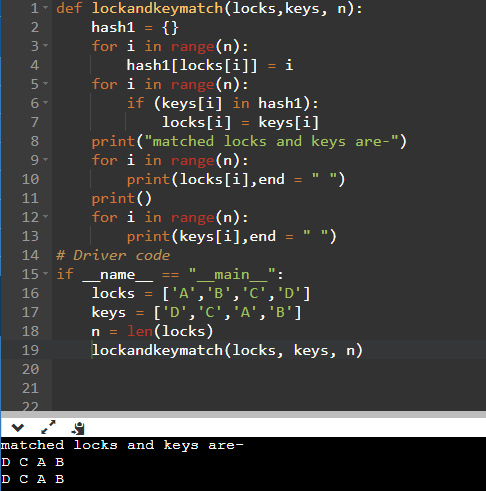 1 def lockandkeymatch(locks,keys, n):
2     hash1 = {}
3     for i in range(n):
4         hash1[locks[i]] = i
5     for i in range(n):
6         if (keys[i] in hash1):
7             locks[i] = keys[i]
8     print("matched locks and keys are-")
9     for i in range(n):
10         print(locks[i],end = " ")
11     print()
12     for i in range(n):
13         print(keys[i],end = " ")
14 # Driver code
15 if __name__ == "__main__":
16     locks = ['A','B','C','D']
17     keys = ['D','C','A','B']
18     n = len(locks)
19     lockandkeymatch(locks, keys, n)
20
21
22
matched locks and keys are-
D C A B
D C A B